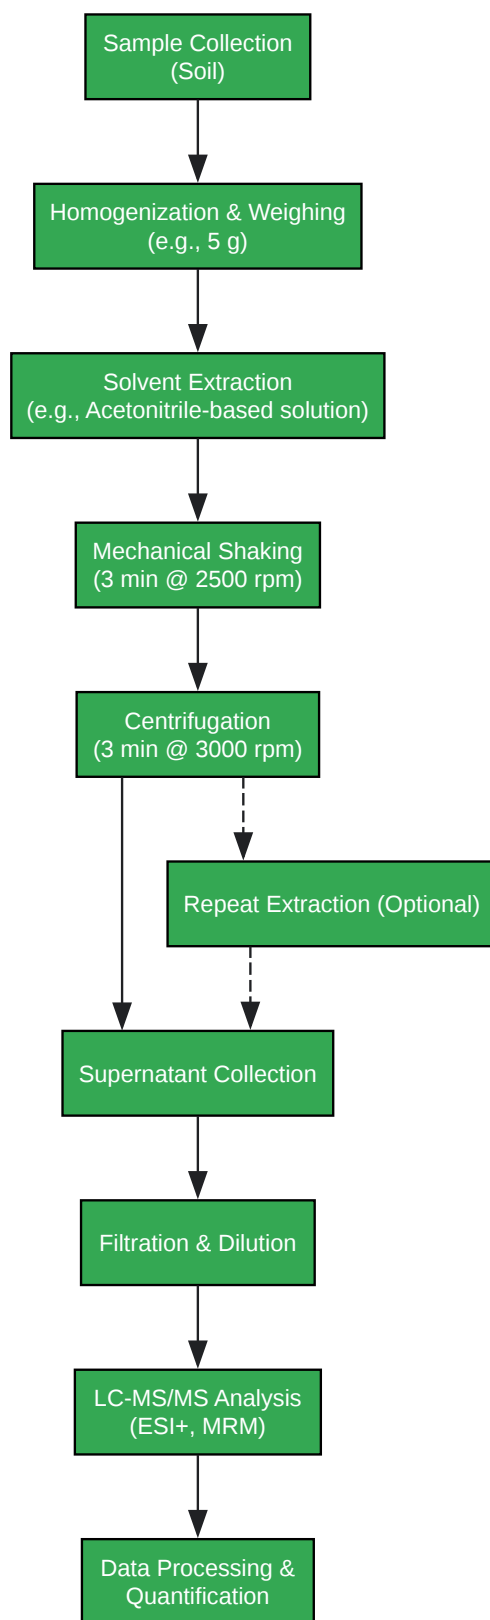 Sample Collection
(Soil)
Homogenization & Weighing
(e.g., 5 g)
Solvent Extraction
(e.g., Acetonitrile-based solution)
Mechanical Shaking
(3 min @ 2500 rpm)
Centrifugation
(3 min @ 3000 rpm)
Repeat Extraction (Optional)
Supernatant Collection
Filtration & Dilution
LC-MS/MS Analysis
(ESI+, MRM)
Data Processing &
Quantification